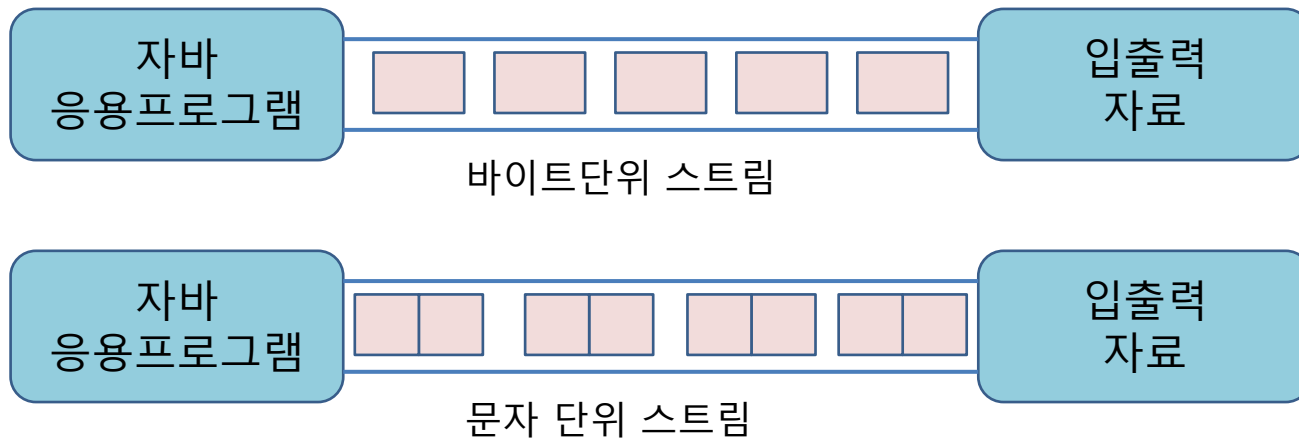 자바
응용프로그램
입출력
자료
바이트단위 스트림
자바
응용프로그램
입출력
자료
문자 단위 스트림